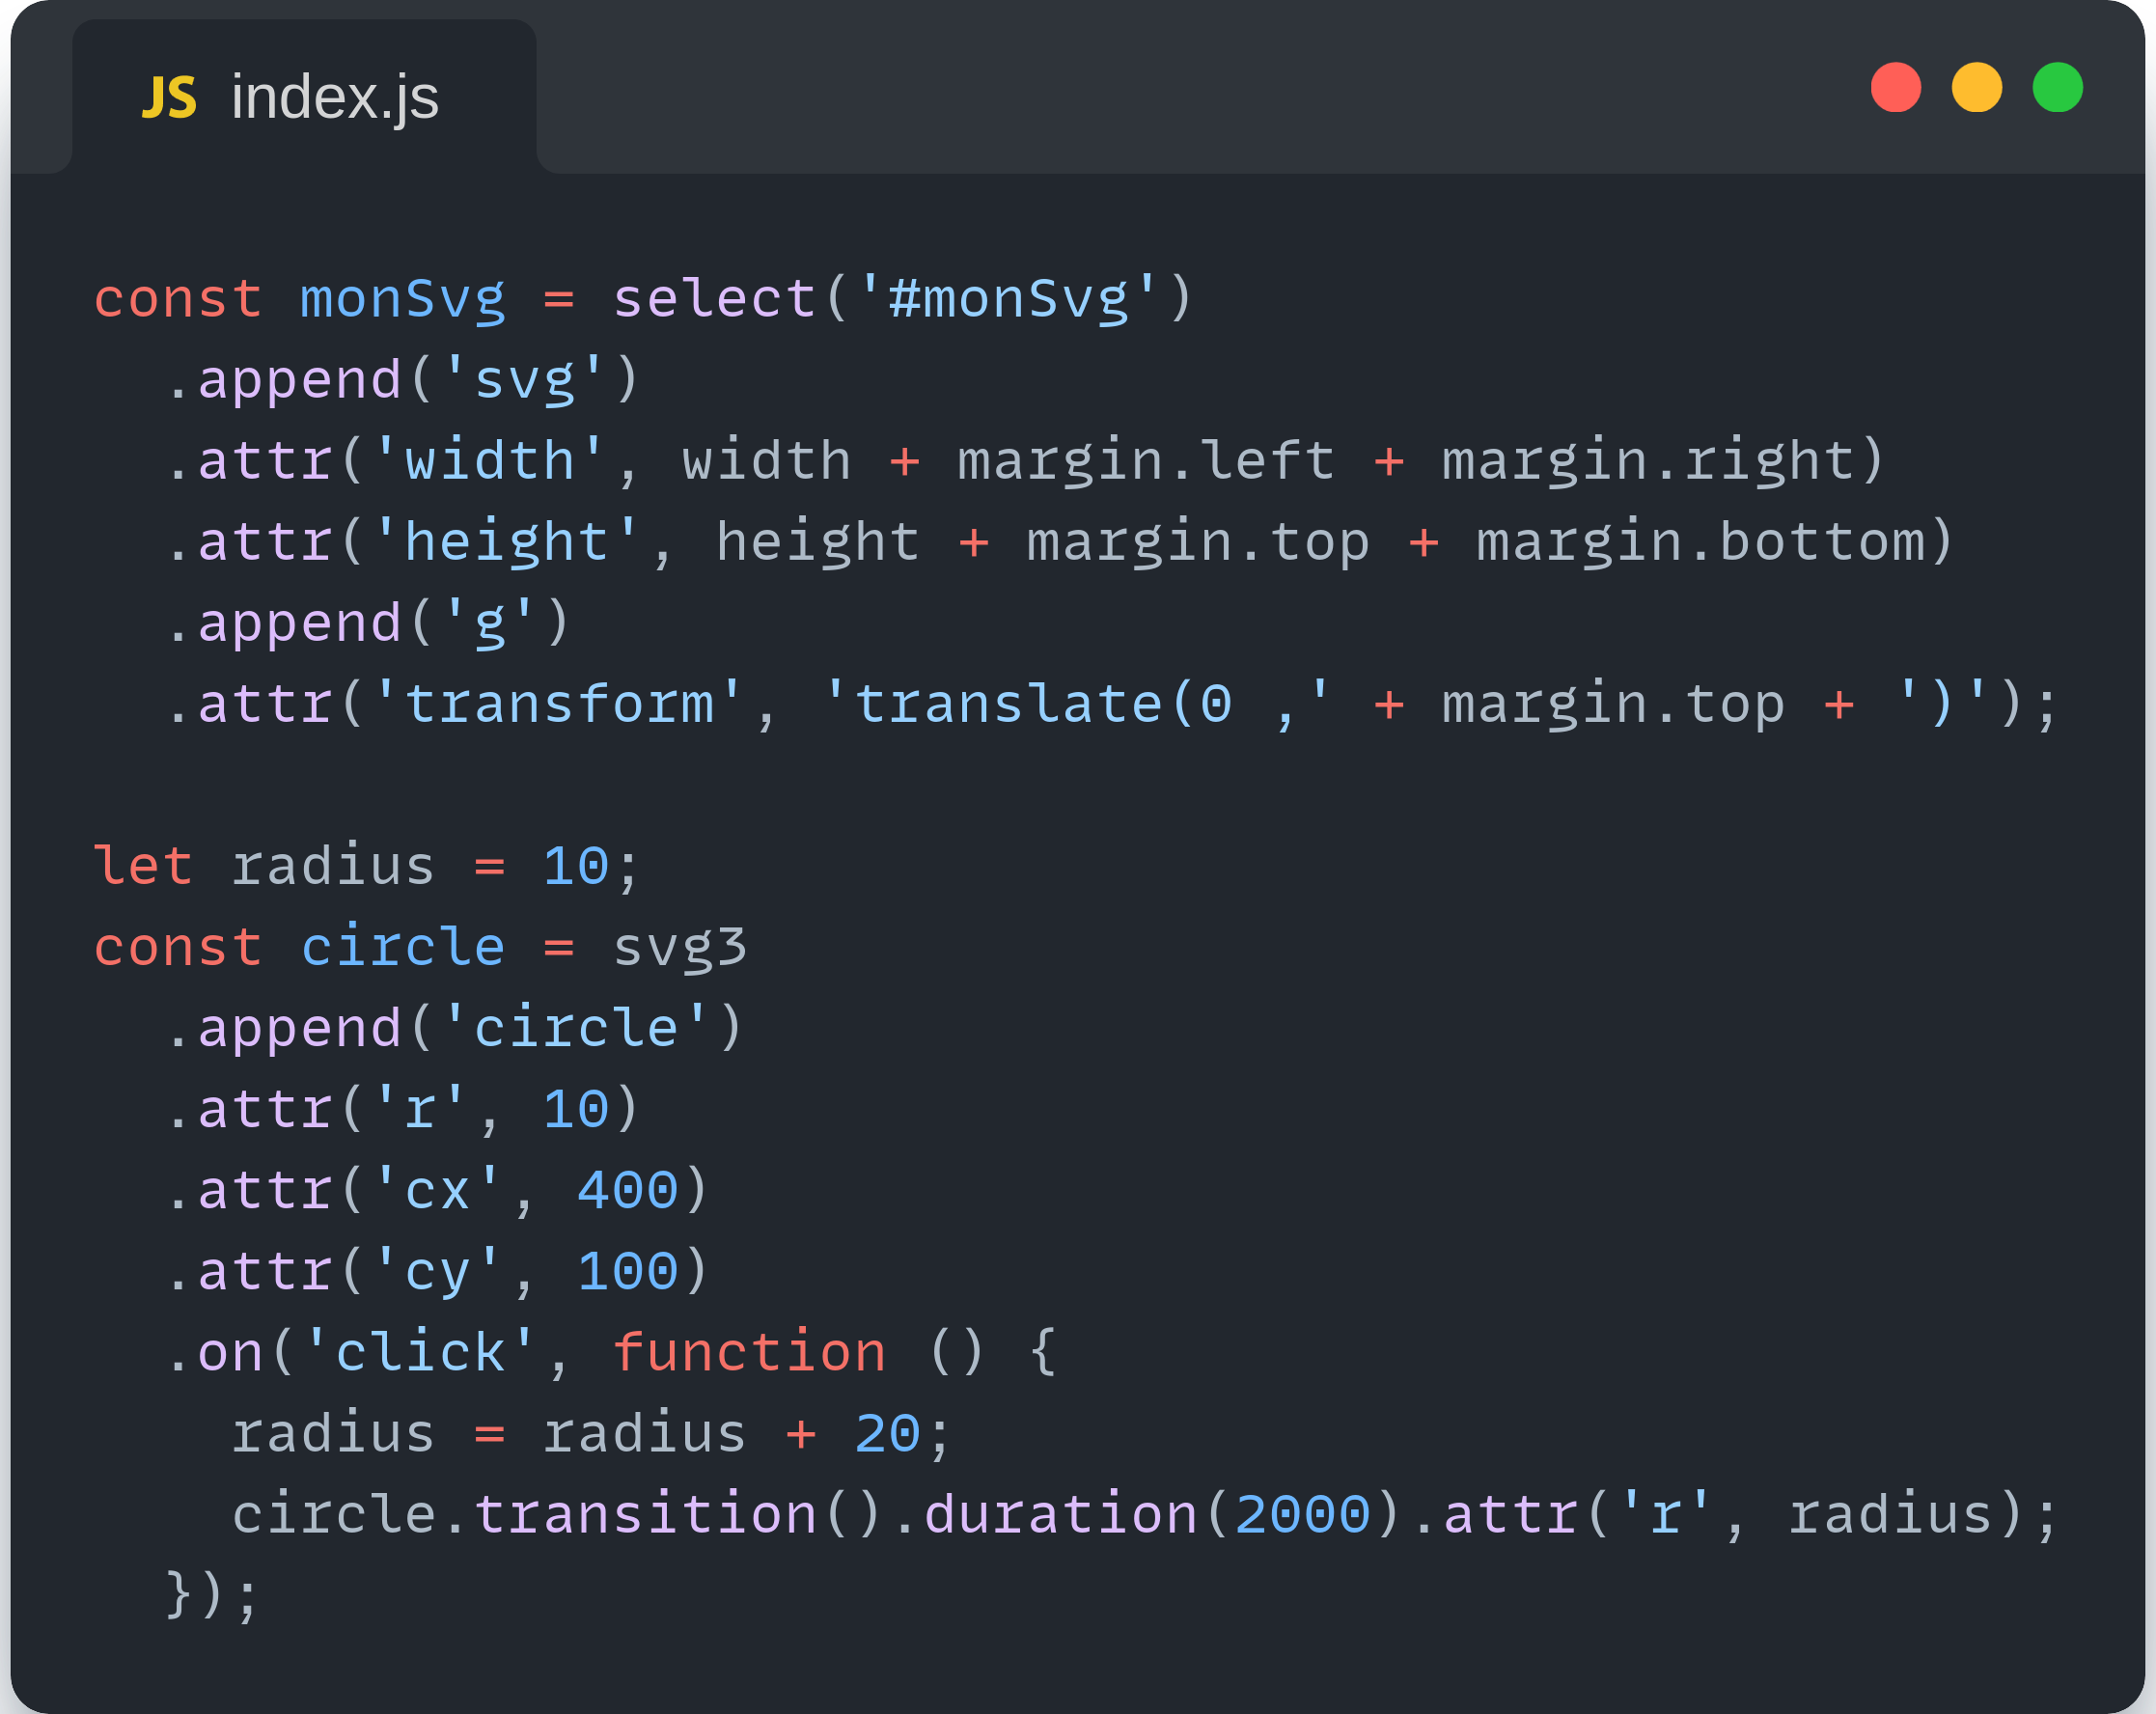 JS index.js
const monSvg = select('#monSvg')
  .append('svg')
  .attr('width', width + margin.left + margin.right)
  .attr('height', height + margin.top + margin.bottom)
  .append('g')
  .attr('transform', 'translate(0 ,' + margin.top + ')');

let radius = 10;
const circle = svg3
  .append('circle')
  .attr('r', 10)
  .attr('cx', 400)
  .attr('cy', 100)
  .on('click', function () {
    radius = radius + 20;
    circle.transition().duration(2000).attr('r', radius);
  });